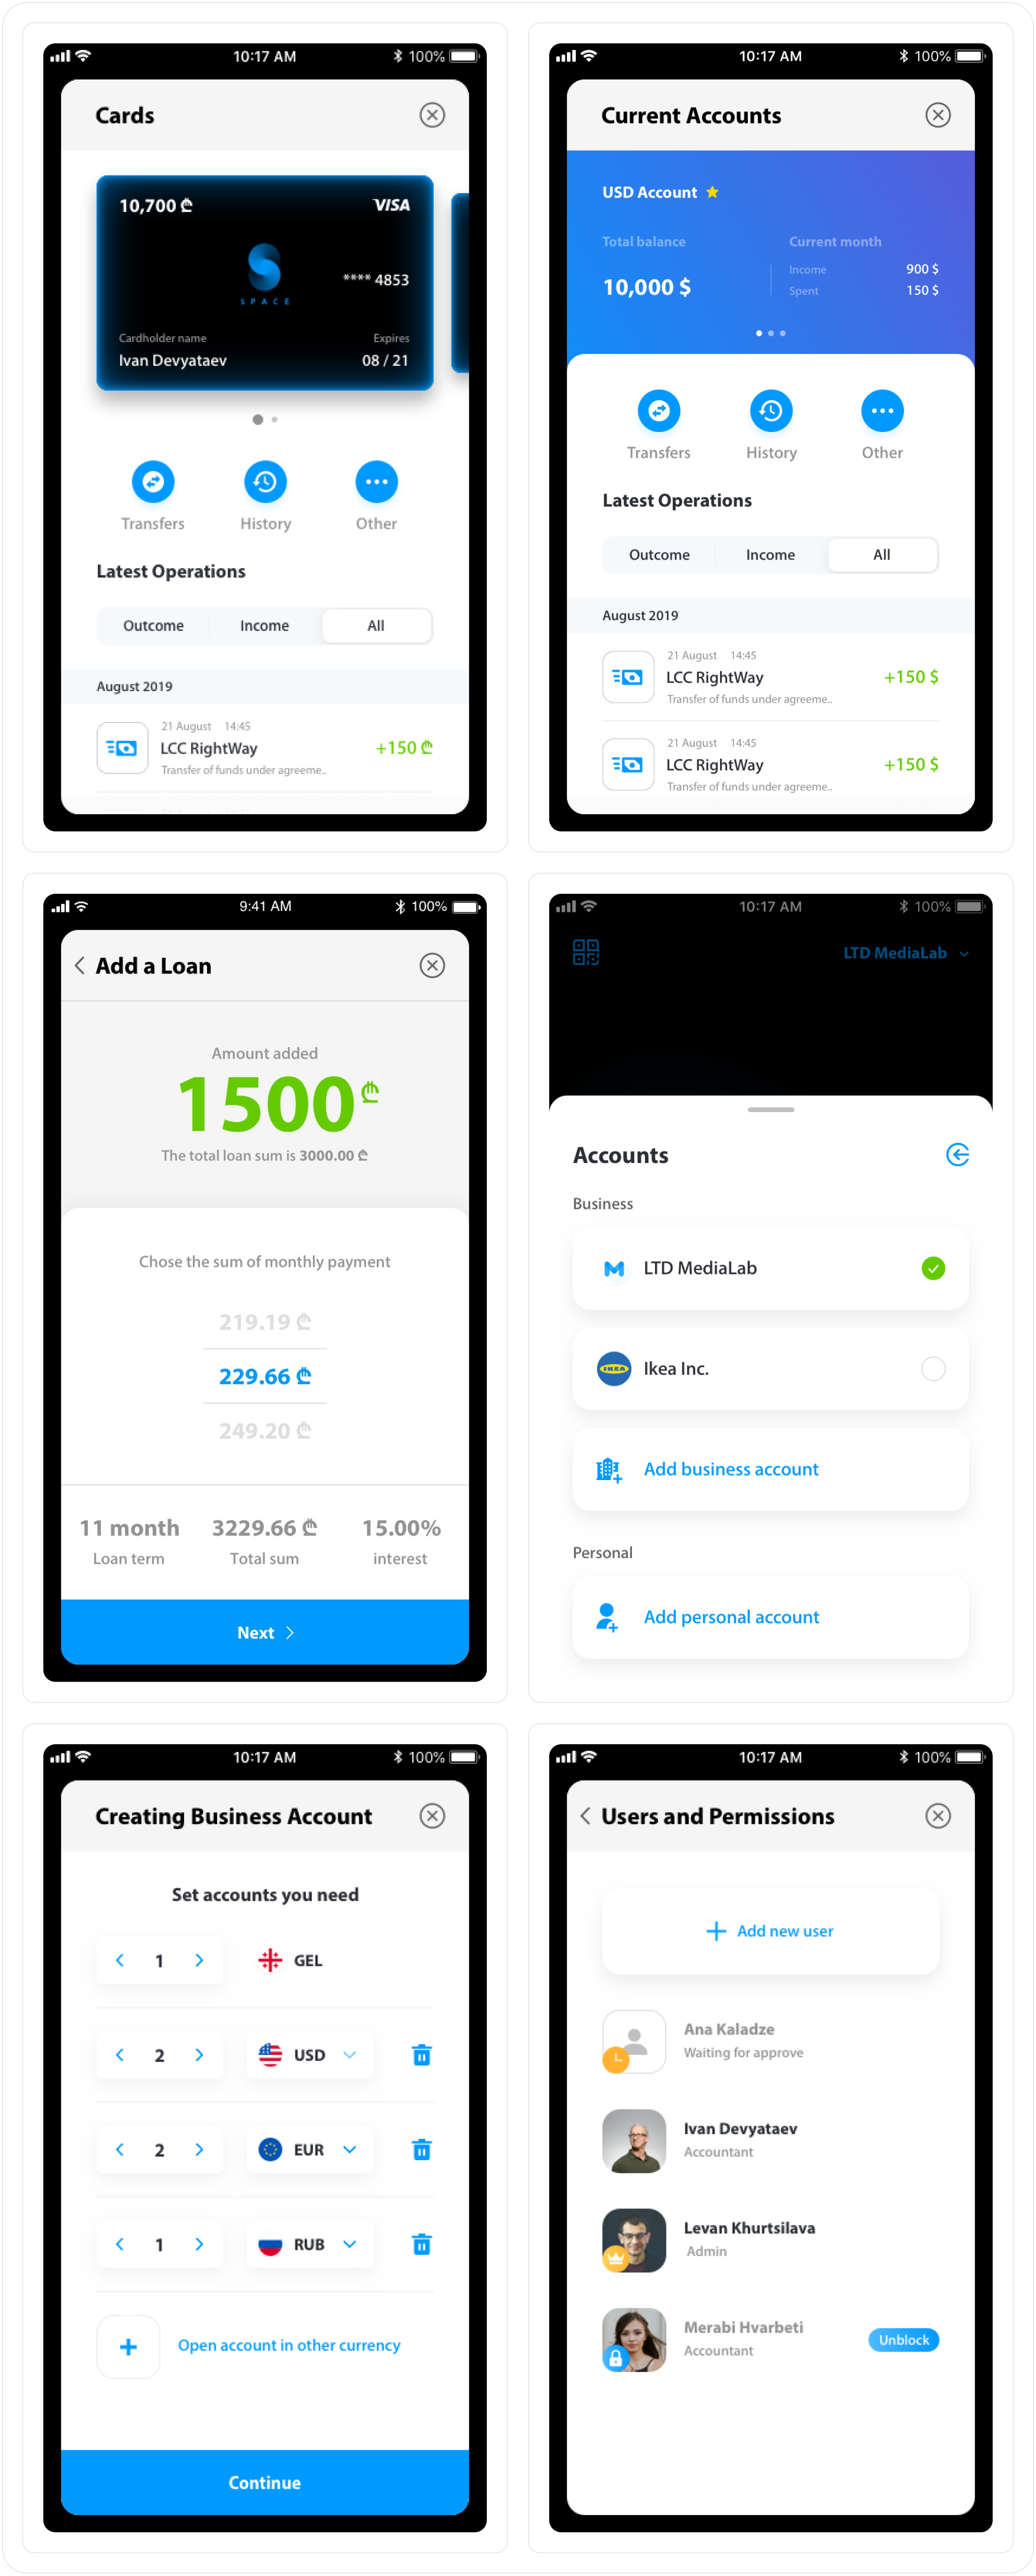 10:17 AM
100%
Cards
10,700 ₾
VISA
**** 4853
SPACE
Cardholder name
Expires
Ivan Devyataev
08 / 21
Transfers
History
Other
Latest Operations
Outcome
Income
All
August 2019
21 August 14:45
LCC RightWay
+150 ₾
Transfer of funds under agreeme..
10:17 AM
100%
Current Accounts
USD Account
Total balance
Current month
10,000 $
Income
900 $
Spent
150 $
Transfers
History
Other
Latest Operations
Outcome
Income
All
August 2019
21 August 14:45
LCC RightWay
+150 $
Transfer of funds under agreeme..
21 August 14:45
LCC RightWay
+150 $
Transfer of funds under agreeme..
9:41 AM
100%
Add a Loan
Amount added
1500 ₾
The total loan sum is 3000.00 ₾
Chose the sum of monthly payment
219.19 ₾
229.66 ₾
249.20 ₾
11 month
3229.66 ₾
15.00%
Loan term
Total sum
interest
Next
10:17 AM
100%
LTD MediaLab
Accounts
Business
LTD MediaLab
IKEA
Ikea Inc.
Add business account
Personal
Add personal account
10:17 AM
100%
Creating Business Account
Set accounts you need
1
GEL
2
USD
2
EUR
1
RUB
Open account in other currency
Continue
10:17 AM
100%
Users and Permissions
Add new user
Ana Kaladze
Waiting for approve
Ivan Devyataev
Accountant
Levan Khurtsilava
Admin
Merabi Hvarbeti
Accountant
Unblock